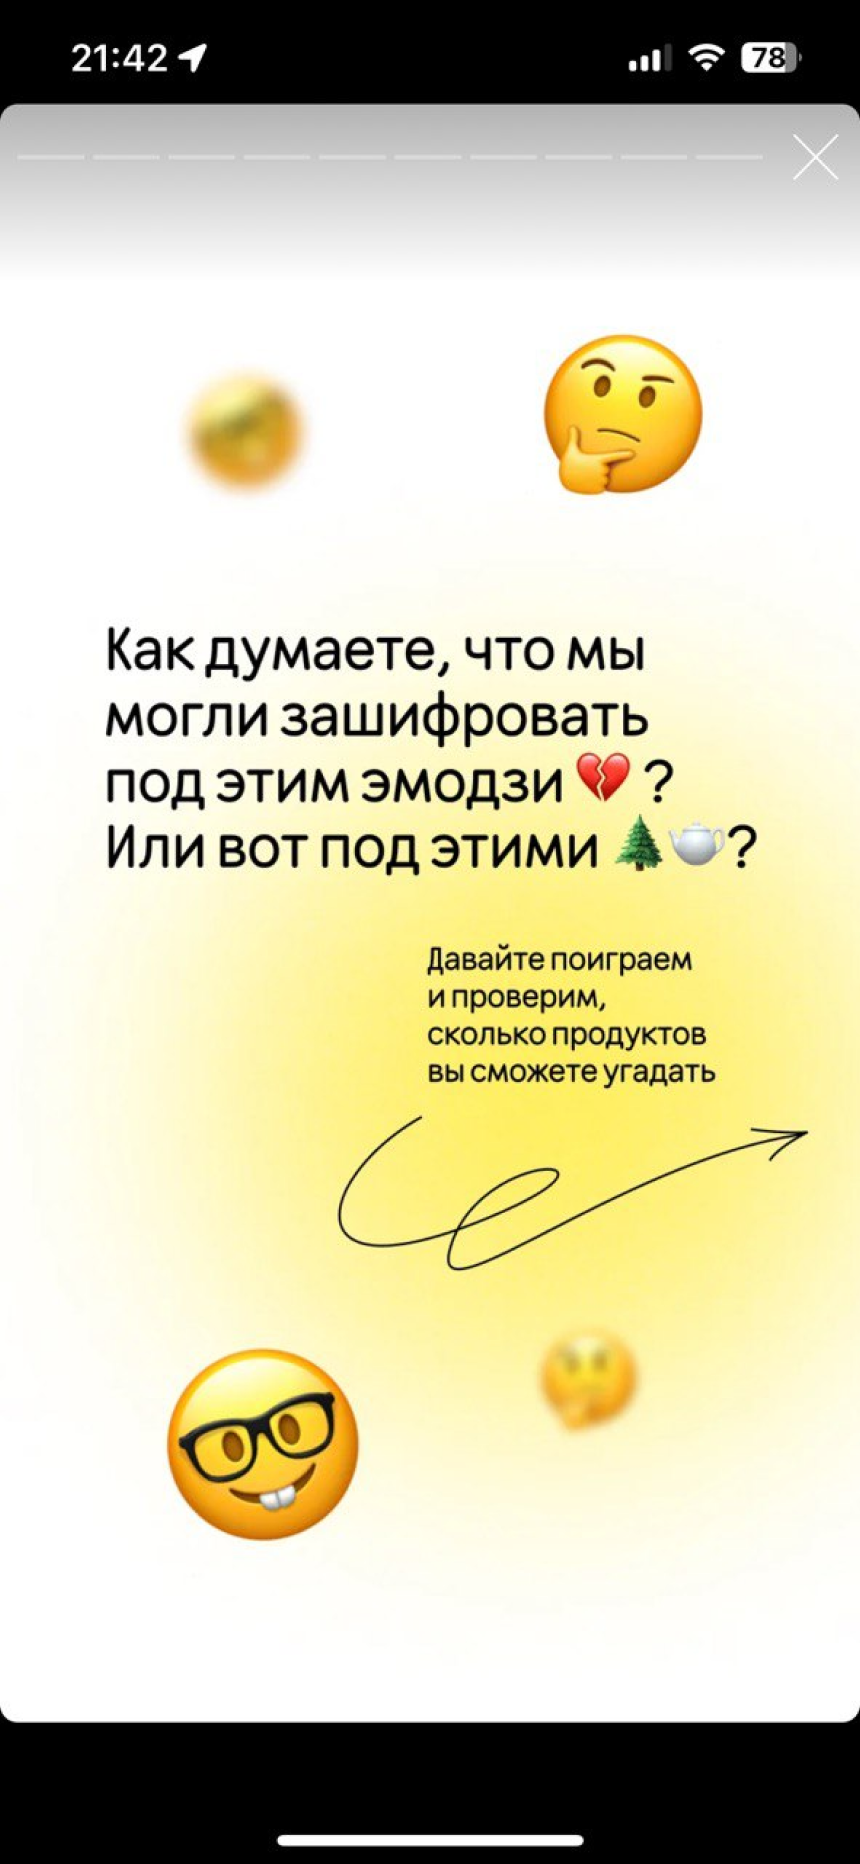 21:42
78
Как думаете, что мы
могли зашифровать
под этим эмодзи 💔 ?
Или вот под этими 🌲🫖?
Давайте поиграем
и проверим,
сколько продуктов
вы сможете угадать